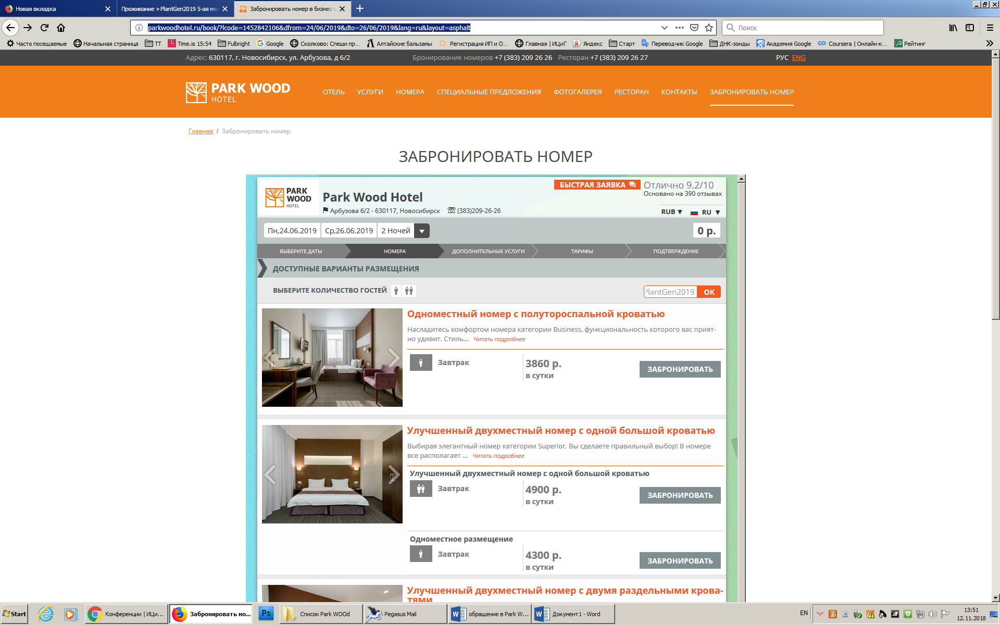 Новая вкладка
Проживание » PlantGen2019 5-ая
Забронировать номер в бизнес-
parkwoodhotel.ru/book/?lcode=1452842106&dfrom=24/06/2019&dto=26/06/2019&lang=ru&layout=asphalt
Поиск
Часто посещаемые Начальная страница ТТ Time.is 15:54 Fulbright Google Сколково: Спеши пр... Алтайские бальзамы Регистрация ИП и О... Главная | ИЦиГ Яндекс Старт Переводчик Google ДНК-зонды Академия Google Coursera | Онлайн-к... Рейтинг
Адрес: 630117, г. Новосибирск, ул. Арбузова, д 6/2 Бронирование номеров +7 (383) 209 26 26 Ресторан +7 (383) 209 26 27 РУС ENG
PARK WOOD
HOTEL
ОТЕЛЬ УСЛУГИ НОМЕРА СПЕЦИАЛЬНЫЕ ПРЕДЛОЖЕНИЯ ФОТОГАЛЕРЕЯ РЕСТОРАН КОНТАКТЫ ЗАБРОНИРОВАТЬ НОМЕР
Главная / Забронировать номер
ЗАБРОНИРОВАТЬ НОМЕР
PARK
WOOD
HOTEL
Park Wood Hotel
БЫСТРАЯ ЗАЯВКА
Отлично 9.2/10
Основано на 390 отзывах
Арбузова 6/2 - 630117, Новосибирск (383)209-26-26
RUB ▼ RU ▼
Пн,24.06.2019 Ср,26.06.2019 2 Ночей
0 р.
ВЫБЕРИТЕ ДАТЫ НОМЕРА ДОПОЛНИТЕЛЬНЫЕ УСЛУГИ ТАРИФЫ ПОДТВЕРЖДЕНИЕ
ДОСТУПНЫЕ ВАРИАНТЫ РАЗМЕЩЕНИЯ
ВЫБЕРИТЕ КОЛИЧЕСТВО ГОСТЕЙ
PlantGen2019 ОК
Одноместный номер с полутороспальной кроватью
Насладитесь комфортом номера категории Business, функциональность которого вас прият-
но удивит. Стиль... Читать подробнее
Завтрак
3860 р.
в сутки
ЗАБРОНИРОВАТЬ
Улучшенный двухместный номер с одной большой кроватью
Выбирая элегантный номер категории Superior, Вы сделаете правильный выбор! В номере
все располагает ... Читать подробнее
Улучшенный двухместный номер с одной большой кроватью
Завтрак
4900 р.
в сутки
ЗАБРОНИРОВАТЬ
Одноместное размещение
Завтрак
4300 р.
в сутки
ЗАБРОНИРОВАТЬ
Улучшенный двухместный номер с двумя раздельными крова-
тями
Start
Конференции | ИЦи...
Забронировать но...
Ps
Список Park WOOd
Pegasus Mail
обращение в Park W...
Документ1 - Word
EN
13:51
12.11.2018